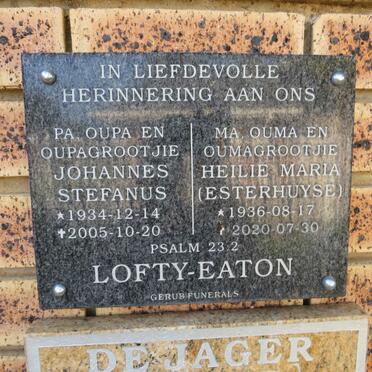 IN LIEFDEVOLLE
HERINNERING AAN ONS
PA, OUPA EN
OUPAGROOTJIE
JOHANNES
STEFANUS
★1934-12-14
✝2005-10-20
MA, OUMA EN
OUMAGROOTJIE
HEILIE MARIA
(ESTERHUYSE)
★1936-08-17
✝2020-07-30
PSALM 23:2
LOFTY-EATON
GERUB FUNERALS
DE JAGER